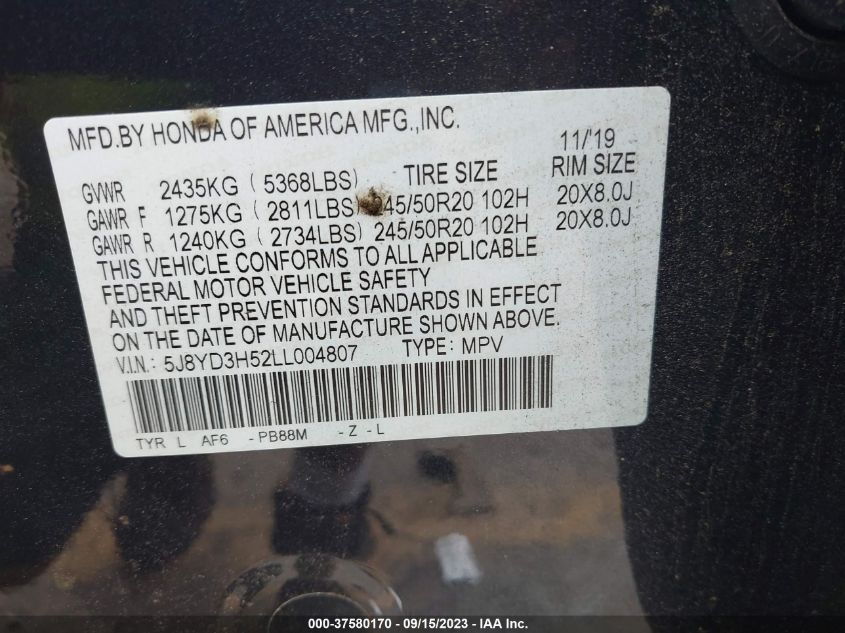 MFD.BY HONDA OF AMERICA MFG.,INC. 11/'19
GVWR 2435KG ( 5368LBS) TIRE SIZE RIM SIZE
GAWR F 1275KG ( 2811LBS) 45/50R20 102H 20X8.0J
GAWR R 1240KG ( 2734LBS) 245/50R20 102H 20X8.0J
THIS VEHICLE CONFORMS TO ALL APPLICABLE
FEDERAL MOTOR VEHICLE SAFETY
AND THEFT PREVENTION STANDARDS IN EFFECT
ON THE DATE OF MANUFACTURE SHOWN ABOVE.
V.I.N.: 5J8YD3H52LL004807 TYPE: MPV
TYR L AF6 -PB88M -Z -L
000-37580170 - 09/15/2023 - IAA Inc.